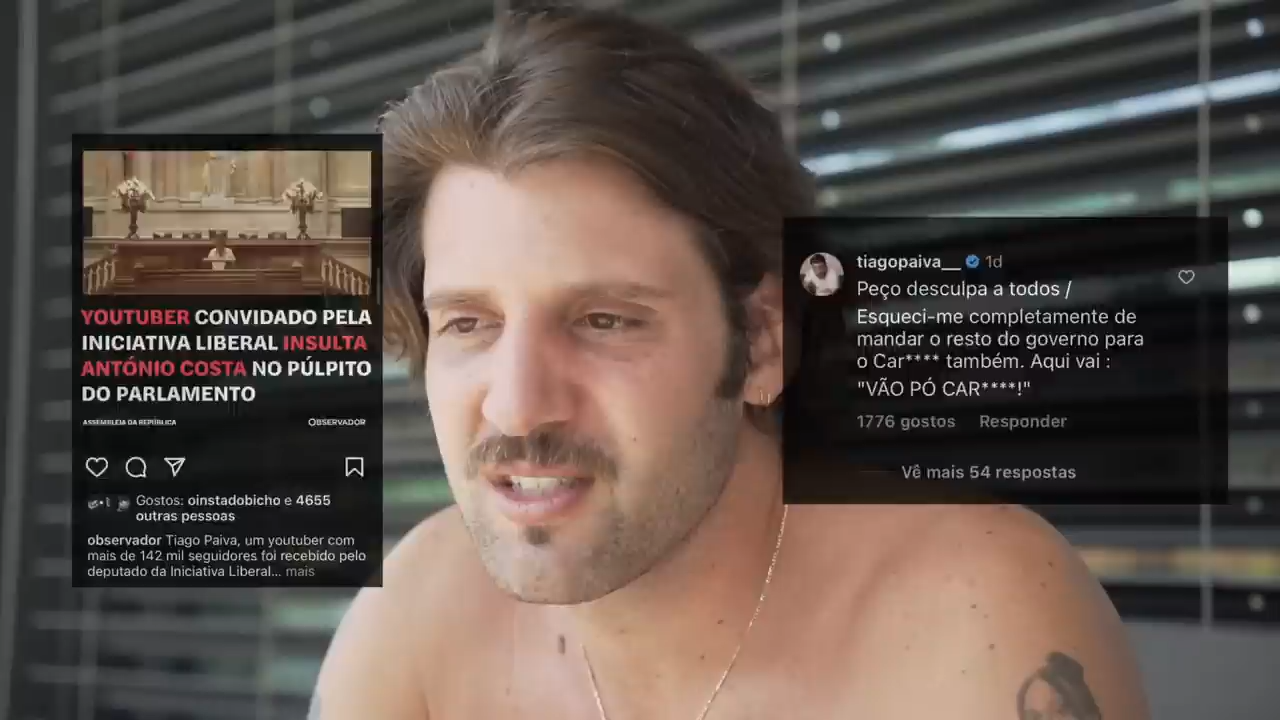 YOUTUBER CONVIDADO PELA
INICIATIVA LIBERAL INSULTA
ANTÓNIO COSTA NO PÚLPITO
DO PARLAMENTO
ASSEMBLEIA DA REPÚBLICA
OBSERVADOR
Gostos: oinstadobicho e 4655
outras pessoas
observador Tiago Paiva, um youtuber com
mais de 142 mil seguidores foi recebido pelo
deputado da Iniciativa Liberal... mais
tiagopaiva__ 1d
Peço desculpa a todos /
Esqueci-me completamente de
mandar o resto do governo para
o Car**** também. Aqui vai :
"VÃO PÓ CAR****!"
1776 gostos Responder
Vê mais 54 respostas